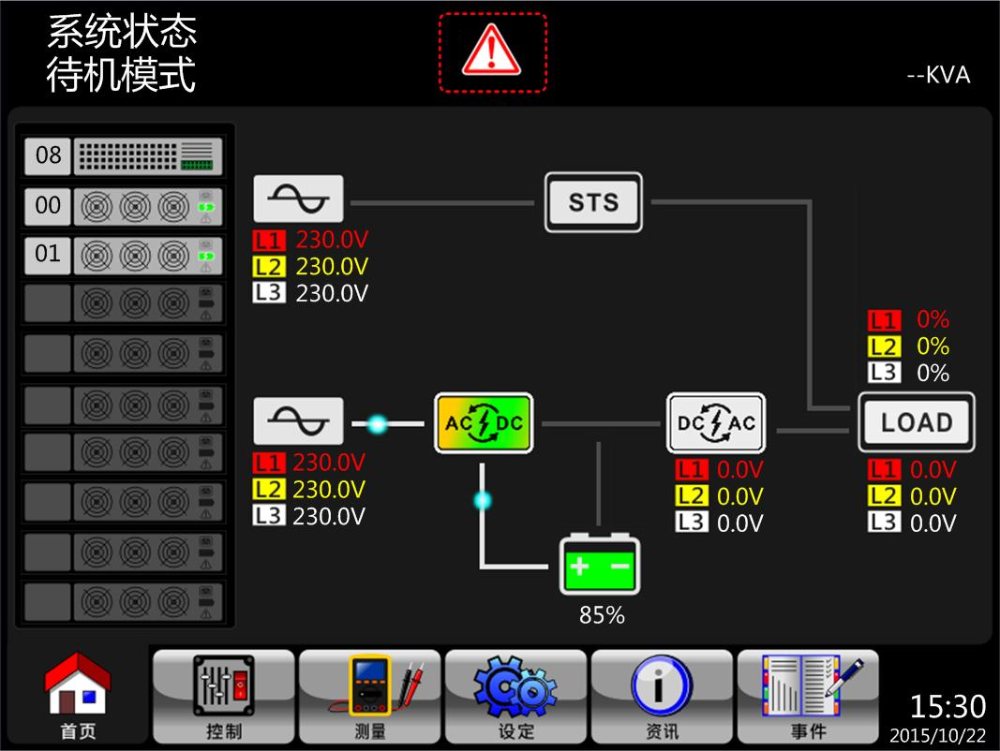 系统状态
待机模式
--KVA
08
00
01
L1 230.0V
L2 230.0V
L3 230.0V
STS
L1 0%
L2 0%
L3 0%
AC DC
DC AC
LOAD
L1 230.0V
L2 230.0V
L3 230.0V
L1 0.0V
L2 0.0V
L3 0.0V
L1 0.0V
L2 0.0V
L3 0.0V
85%
首页
控制
测量
设定
资讯
事件
15:30
2015/10/22